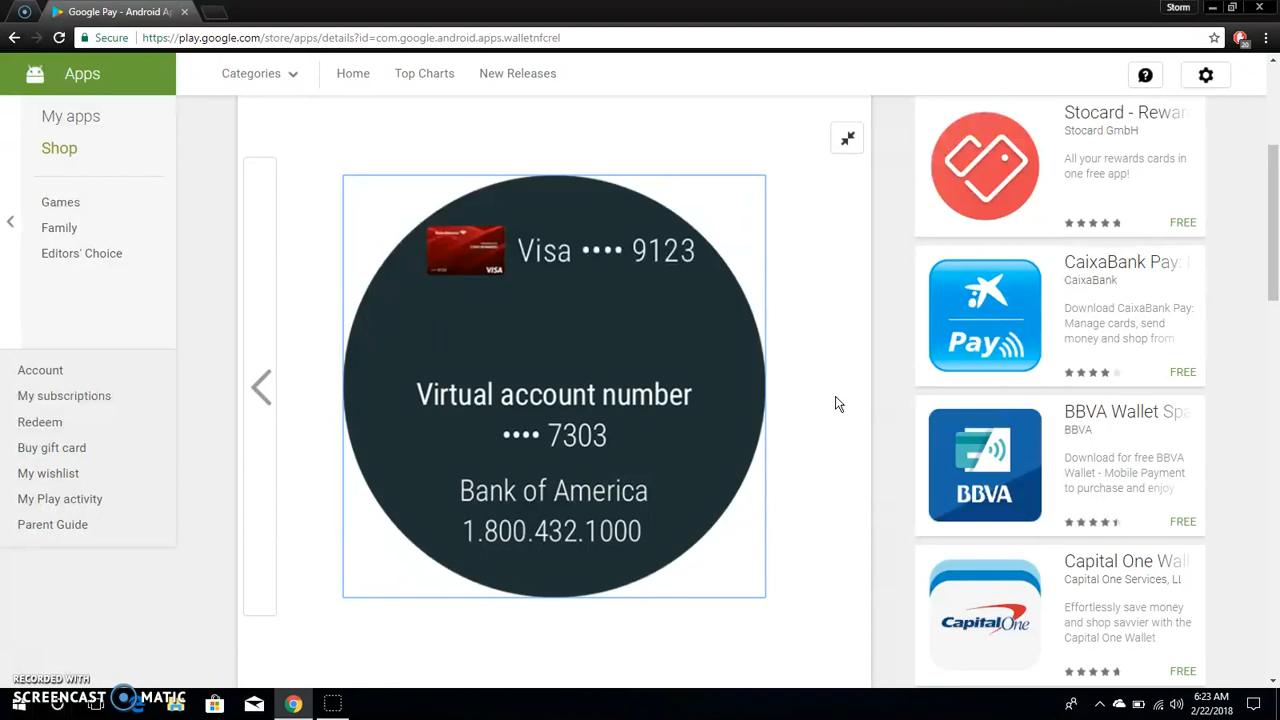 Google Pay - Android Ap
Storm
Secure
https://play.google.com/store/apps/details?id=com.google.android.apps.walletnfcrel
Apps
Categories
Home
Top Charts
New Releases
My apps
Shop
Games
Family
Editors' Choice
Account
My subscriptions
Redeem
Buy gift card
My wishlist
My Play activity
Parent Guide
Visa •••• 9123
VISA
Virtual account number
•••• 7303
Bank of America
1.800.432.1000
Stocard - Rewar
Stocard GmbH
All your rewards cards in
one free app!
FREE
Pay
CaixaBank Pay:
CaixaBank
Download CaixaBank Pay:
Manage cards, send
money and shop from
FREE
BBVA
BBVA Wallet Spa
BBVA
Download for free BBVA
Wallet - Mobile Payment
to purchase and enjoy
FREE
CapitalOne
Capital One Wal
Capital One Services, LL
Effortlessly save money
and shop savvier with the
Capital One Wallet
FREE
RECORDED WITH
SCREENCAST MATIC
6:23 AM
2/22/2018